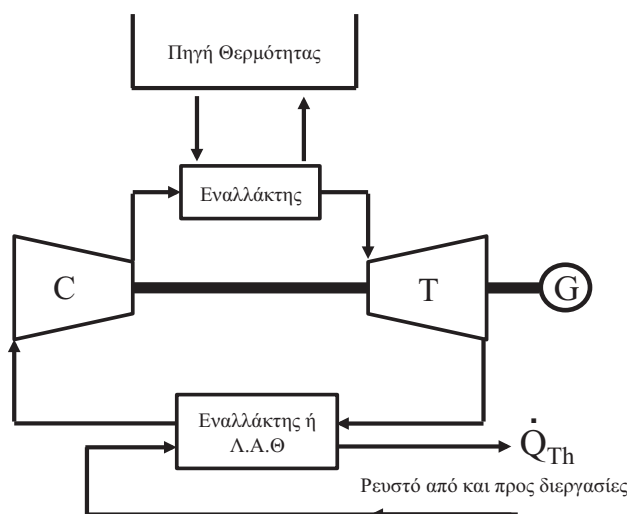 Πηγή Θερμότητας
Εναλλάκτης
C
T
G
Εναλλάκτης ή
Λ.Α.Θ
Q̇Th
Ρευστό από και προς διεργασίες